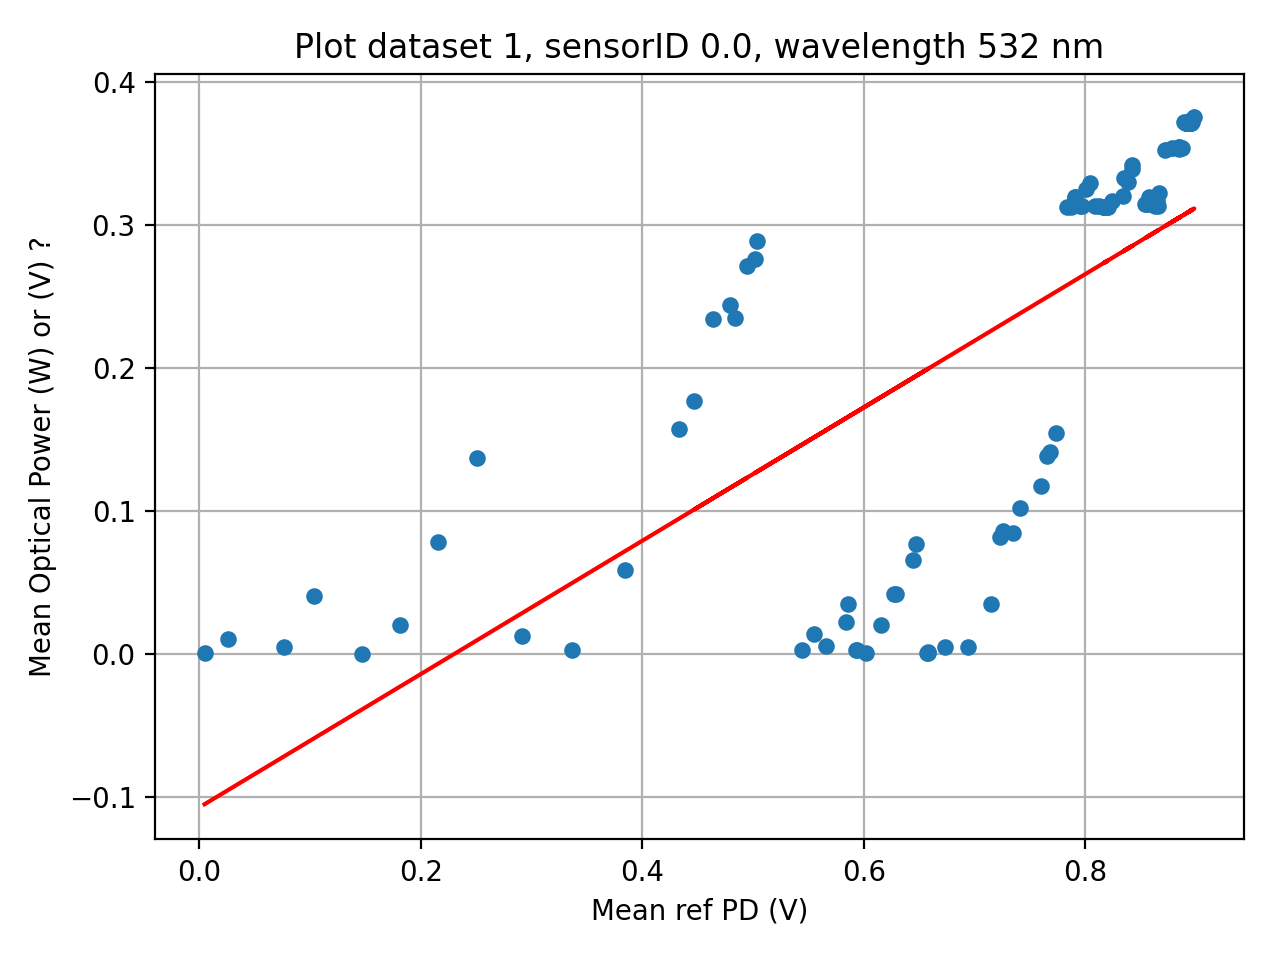 Plot dataset 1, sensorID 0.0, wavelength 532 nm
Mean Optical Power (W) or (V) ?
0.4
0.3
0.2
0.1
0.0
−0.1
0.0 0.2 0.4 0.6 0.8
Mean ref PD (V)